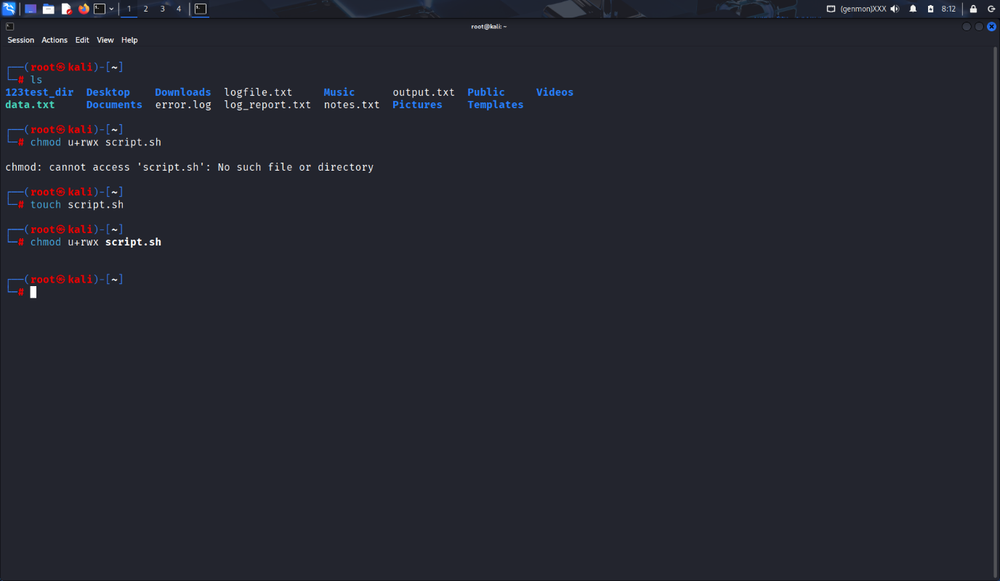 1 2 3 4 (genmon)XXX 8:12
root@kali: ~
Session Actions Edit View Help
┌──(root㉿kali)-[~]
└─# ls
123test_dir Desktop Downloads logfile.txt Music output.txt Public Videos
data.txt Documents error.log log_report.txt notes.txt Pictures Templates
┌──(root㉿kali)-[~]
└─# chmod u+rwx script.sh
chmod: cannot access 'script.sh': No such file or directory
┌──(root㉿kali)-[~]
└─# touch script.sh
┌──(root㉿kali)-[~]
└─# chmod u+rwx script.sh
┌──(root㉿kali)-[~]
└─#